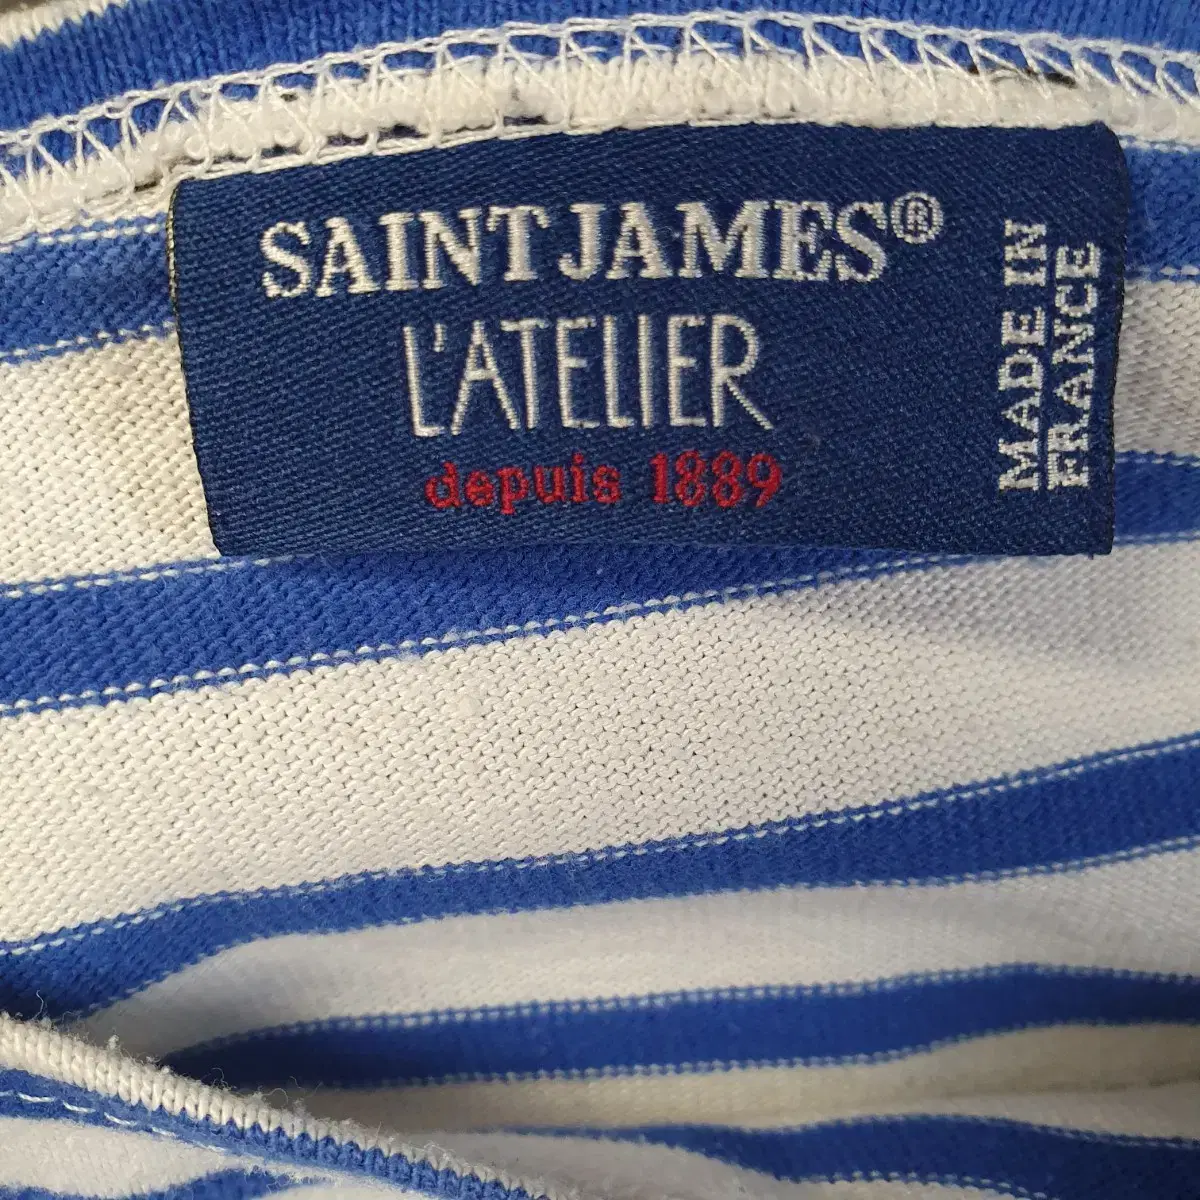 SAINT JAMES®
L'ATELIER
depuis 1889
MADE IN
FRANCE